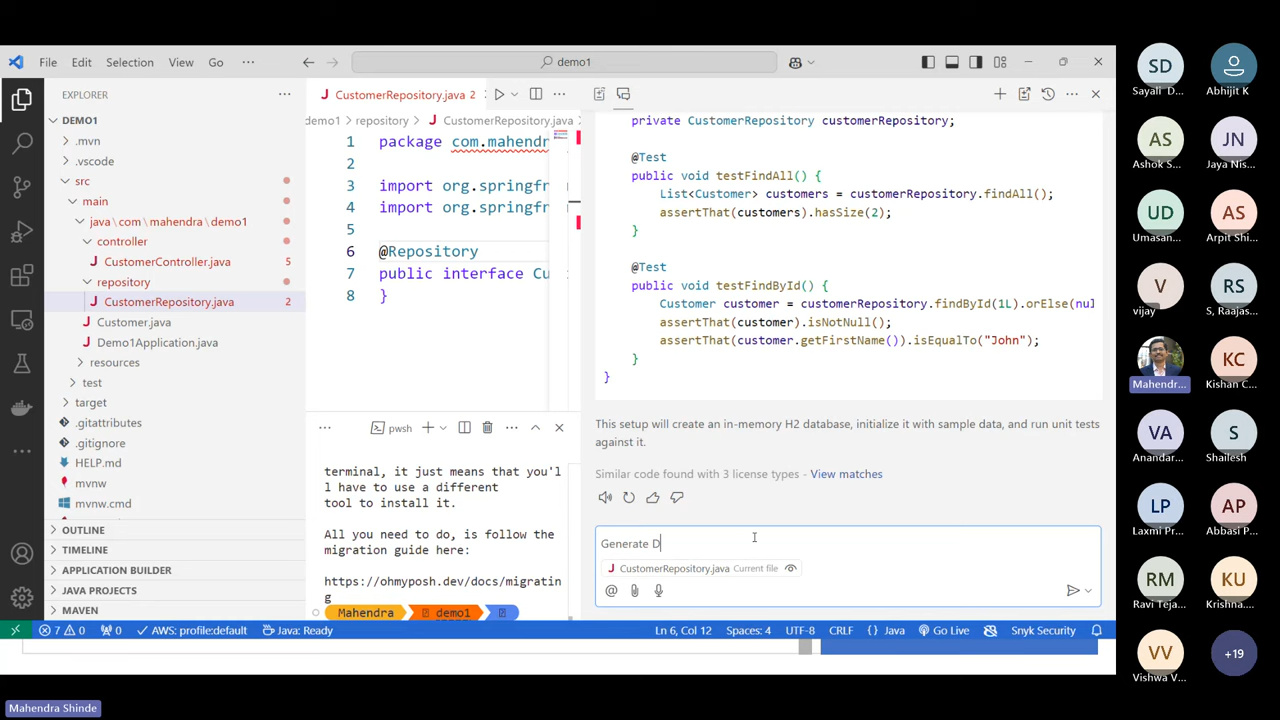 File Edit Selection View Go ··· demo1
EXPLORER ···
DEMO1
.mvn
.vscode
src
main
java\com\mahendra\demo1
controller
CustomerController.java 5
repository
CustomerRepository.java 2
Customer.java
Demo1Application.java
resources
test
target
.gitattributes
.gitignore
HELP.md
mvnw
mvnw.cmd
OUTLINE
TIMELINE
APPLICATION BUILDER
JAVA PROJECTS
MAVEN
CustomerRepository.java 2
demo1 › repository › CustomerRepository.java
1 package com.mahendr
2
3 import org.springfr
4 import org.springfr
5
6 @Repository
7 public interface Cu
8 }
··· pwsh
terminal, it just means that you'l
l have to use a different
tool to install it.
All you need to do, is follow the
migration guide here:
https://ohmyposh.dev/docs/migratin
g
Mahendra demo1
private CustomerRepository customerRepository;
@Test
public void testFindAll() {
List<Customer> customers = customerRepository.findAll();
assertThat(customers).hasSize(2);
}
@Test
public void testFindById() {
Customer customer = customerRepository.findById(1L).orElse(nul
assertThat(customer).isNotNull();
assertThat(customer.getFirstName()).isEqualTo("John");
}
}
This setup will create an in-memory H2 database, initialize it with sample data, and run unit tests
against it.
Similar code found with 3 license types - View matches
Generate D
CustomerRepository.java Current file
7 0 0 AWS: profile:default Java: Ready Ln 6, Col 12 Spaces: 4 UTF-8 CRLF {} Java Go Live Snyk Security
SD
Sayali D...
Abhijit K
AS
Ashok S...
JN
Jaya Nis...
UD
Umasan...
AS
Arpit Shi...
V
vijay
RS
S, Raajas...
Mahendr...
KC
Kishan C...
VA
Anandar...
S
Shailesh
LP
Laxmi Pr...
AP
Abbasi P...
RM
Ravi Teja...
KU
Krishna...
VV
Vishwa V...
+19
Mahendra Shinde